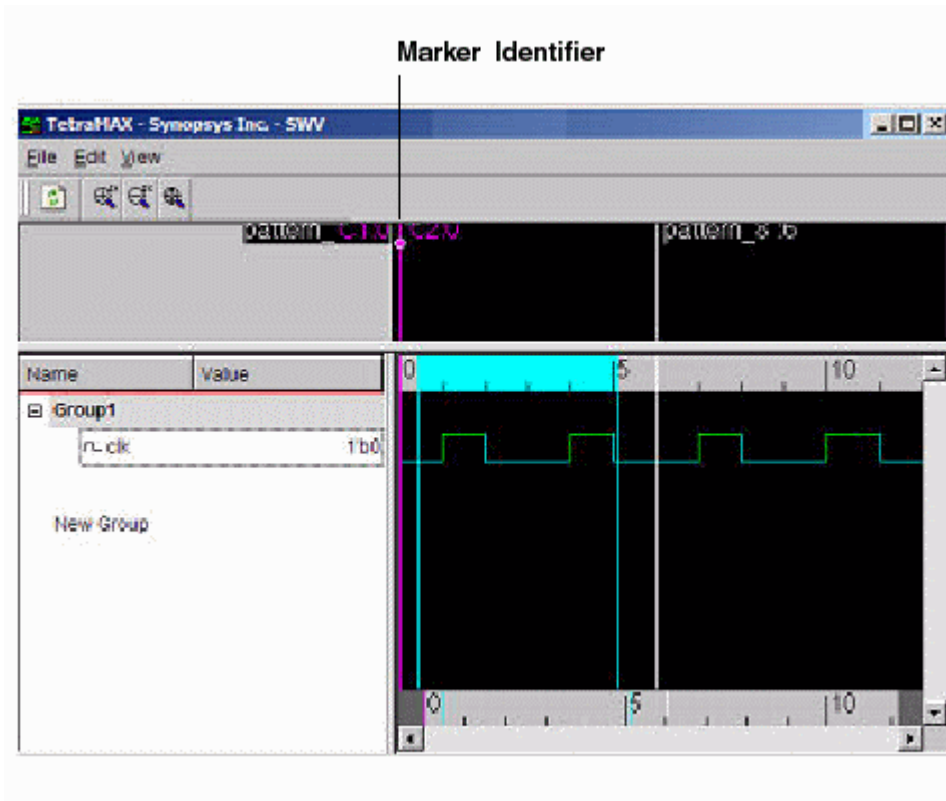 Marker Identifier
TetraMAX - Synopsys Inc. - SWV
File Edit View
pattern_
Name Value
0 5 10
Group1
1'b0
New Group
0 5 10